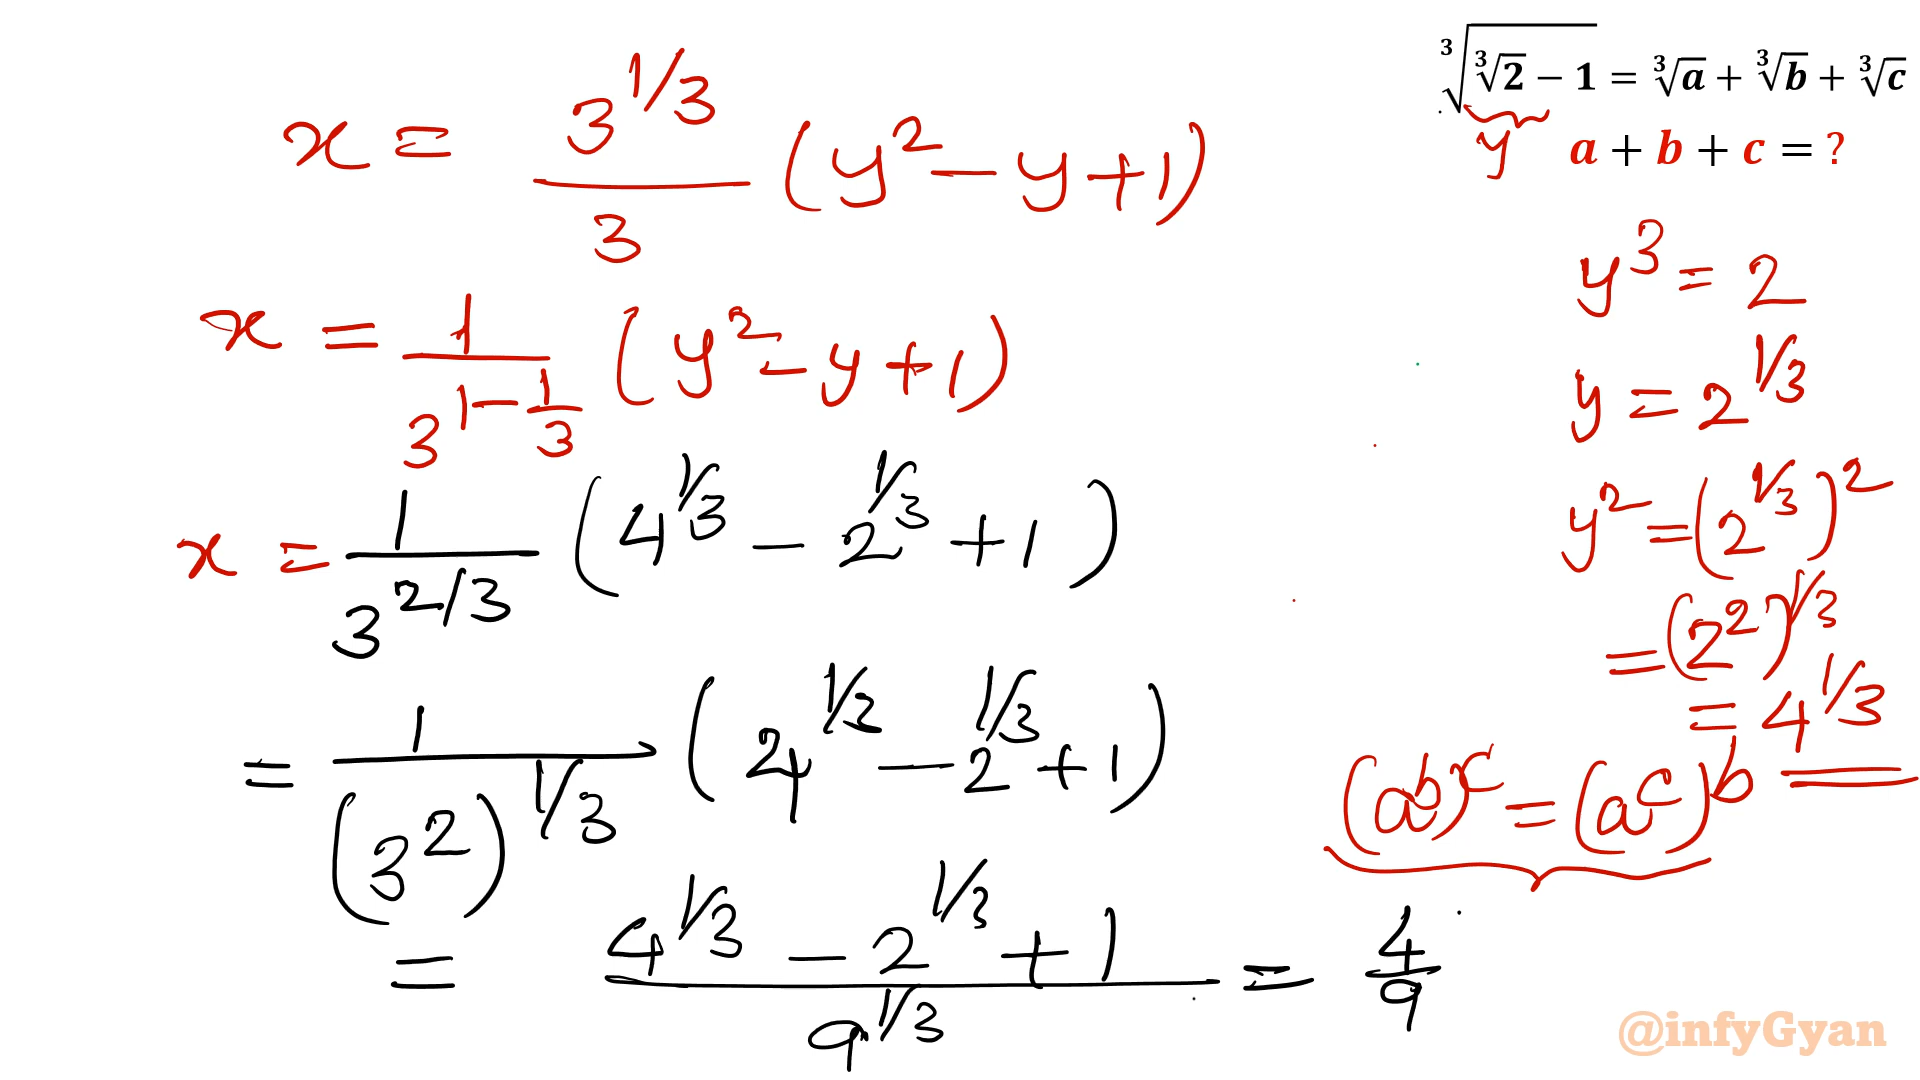 ∛(∛2 − 1) = ∛a + ∛b + ∛c
y
a + b + c = ?
x = 3^{1/3}/3 (y² − y + 1)
x = 1/3^{1−1/3} (y² − y + 1)
x = 1/3^{2/3} (4^{1/3} − 2^{1/3} + 1)
= 1/(3²)^{1/3} (4^{1/3} − 2^{1/3} + 1)
= (4^{1/3} − 2^{1/3} + 1)/9^{1/3} = 4/9
y³ = 2
y = 2^{1/3}
y² = (2^{1/3})²
= (2²)^{1/3}
= 4^{1/3}
(a^b)^c = (a^c)^b
@infyGyan